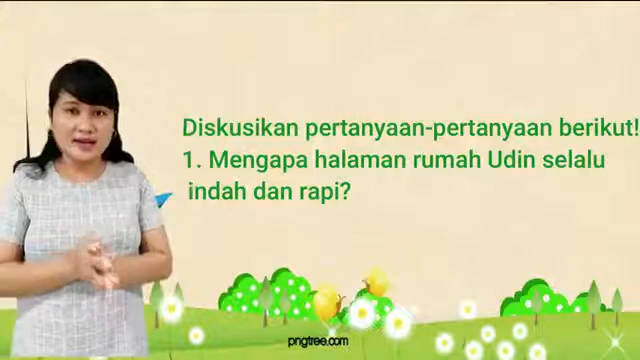 Diskusikan pertanyaan-pertanyaan berikut!
1. Mengapa halaman rumah Udin selalu
indah dan rapi?
pngtree.com